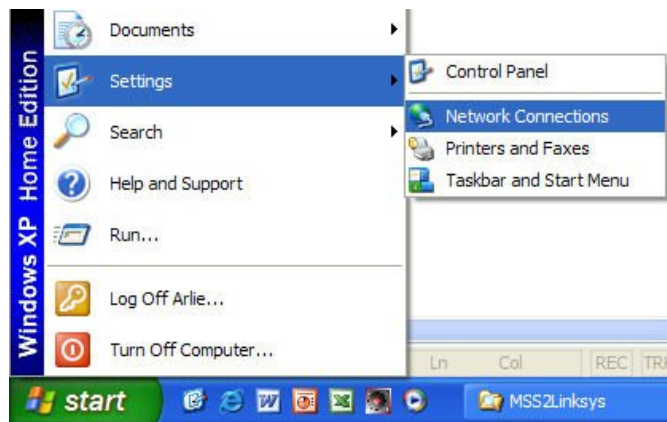 Windows XP Home Edition
Documents
Settings
Search
Help and Support
Run...
Log Off Arlie...
Turn Off Computer...
Control Panel
Network Connections
Printers and Faxes
Taskbar and Start Menu
Ln Col REC
start
MSS2Linksys